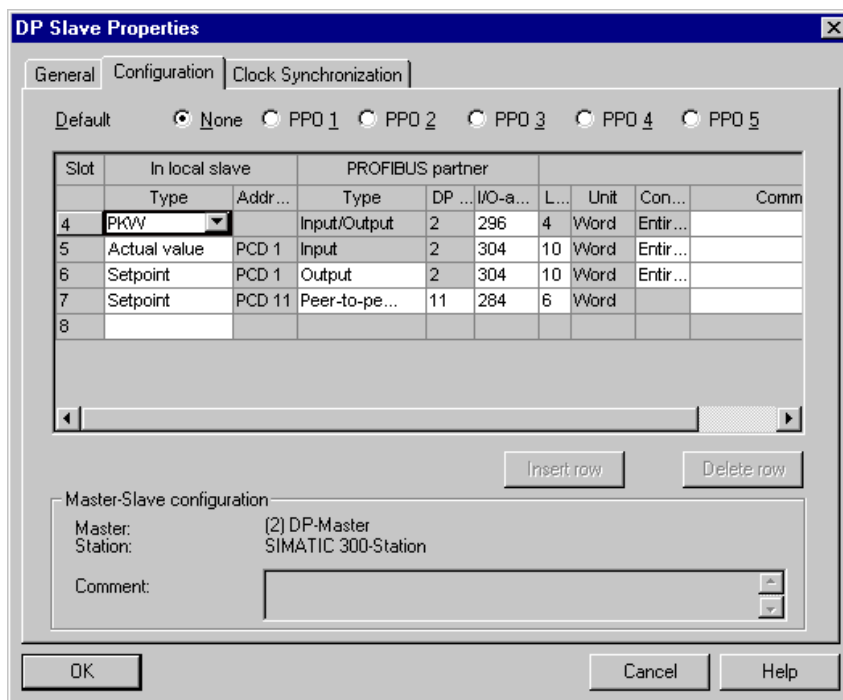 DP Slave Properties
General Configuration Clock Synchronization
Default None PPO 1 PPO 2 PPO 3 PPO 4 PPO 5
Slot In local slave PROFIBUS partner
Type Addr... Type DP ... I/O-a... L... Unit Con... Comm
4 PKW Input/Output 2 296 4 Word Entir...
5 Actual value PCD 1 Input 2 304 10 Word Entir...
6 Setpoint PCD 1 Output 2 304 10 Word Entir...
7 Setpoint PCD 11 Peer-to-pe... 11 284 6 Word
8
Insert row Delete row
Master-Slave configuration
Master: (2) DP-Master
Station: SIMATIC 300-Station
Comment:
OK Cancel Help